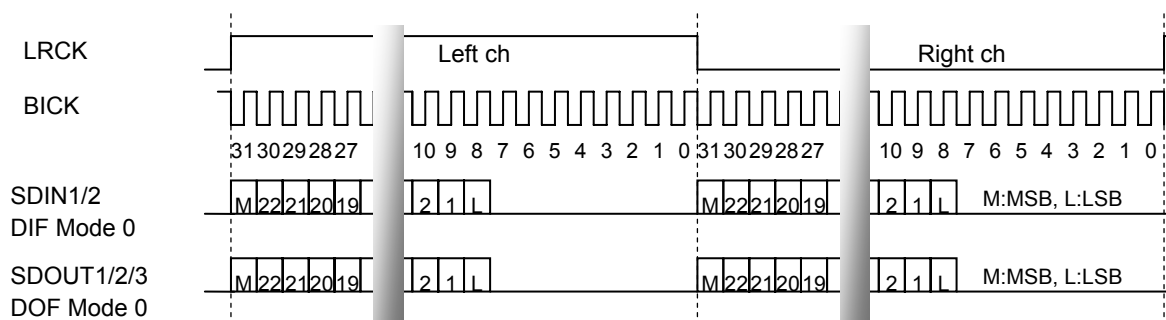 LRCK Left ch Right ch
BICK
31 30 29 28 27 10 9 8 7 6 5 4 3 2 1 0 31 30 29 28 27 10 9 8 7 6 5 4 3 2 1 0
SDIN1/2 M 22 21 20 19 2 1 L M 22 21 20 19 2 1 L M:MSB, L:LSB
DIF Mode 0
SDOUT1/2/3 M 22 21 20 19 2 1 L M 22 21 20 19 2 1 L M:MSB, L:LSB
DOF Mode 0